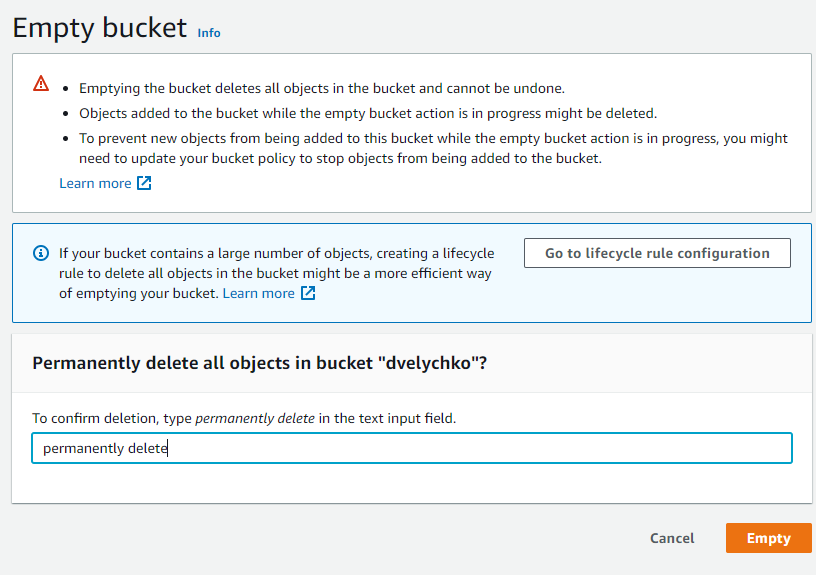 Empty bucket Info
• Emptying the bucket deletes all objects in the bucket and cannot be undone.
• Objects added to the bucket while the empty bucket action is in progress might be deleted.
• To prevent new objects from being added to this bucket while the empty bucket action is in progress, you might
need to update your bucket policy to stop objects from being added to the bucket.
Learn more
If your bucket contains a large number of objects, creating a lifecycle
rule to delete all objects in the bucket might be a more efficient way
of emptying your bucket. Learn more
Go to lifecycle rule configuration
Permanently delete all objects in bucket "dvelychko"?
To confirm deletion, type permanently delete in the text input field.
permanently delete
Cancel Empty